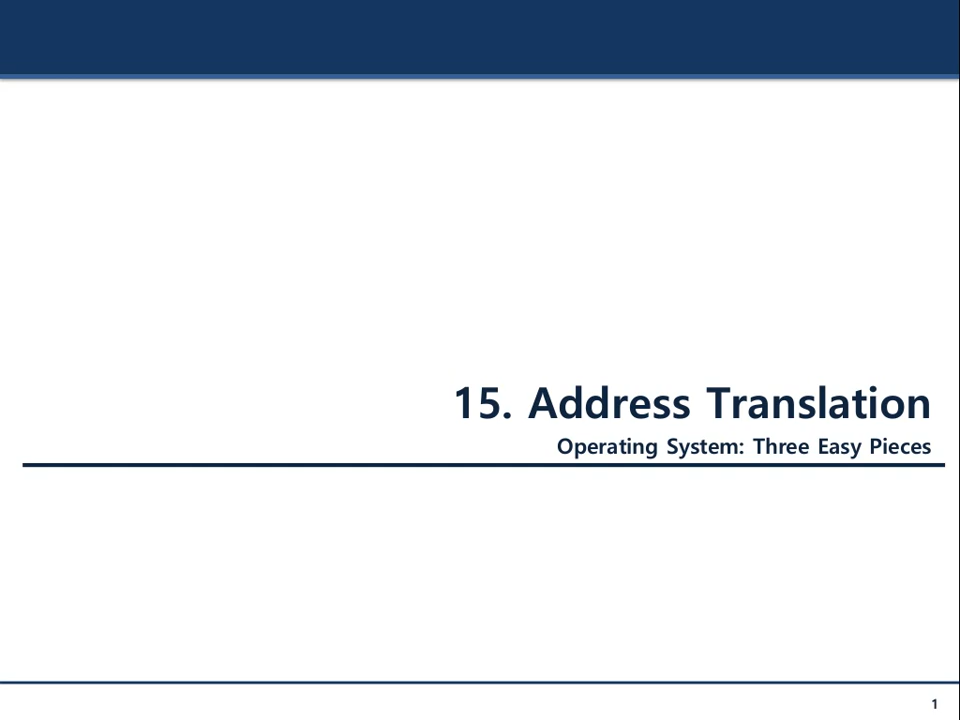 15. Address Translation
Operating System: Three Easy Pieces
1